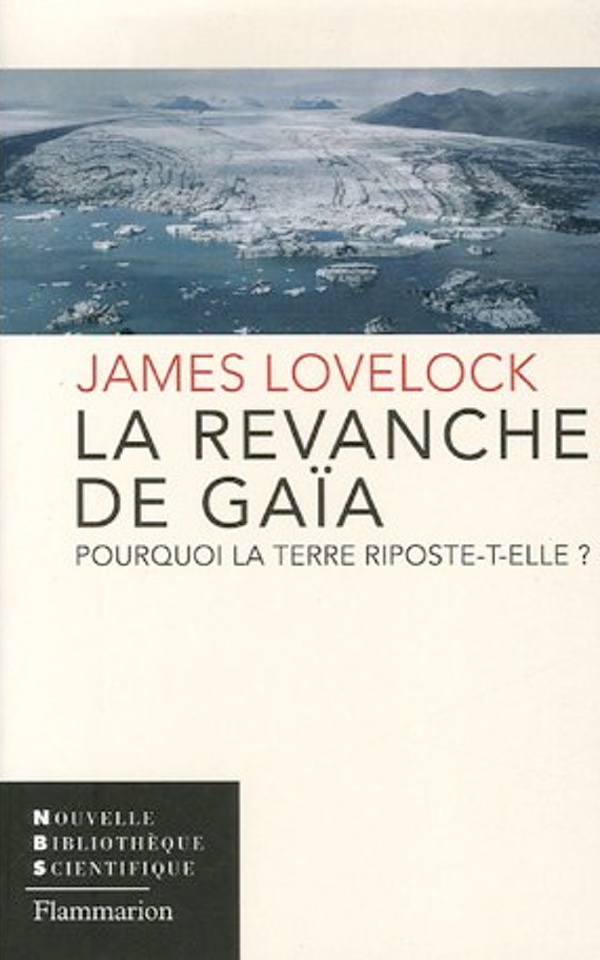 JAMES LOVELOCK
LA REVANCHE
DE GAÏA
POURQUOI LA TERRE RIPOSTE-T-ELLE ?
NOUVELLE
BIBLIOTHÈQUE
SCIENTIFIQUE
Flammarion